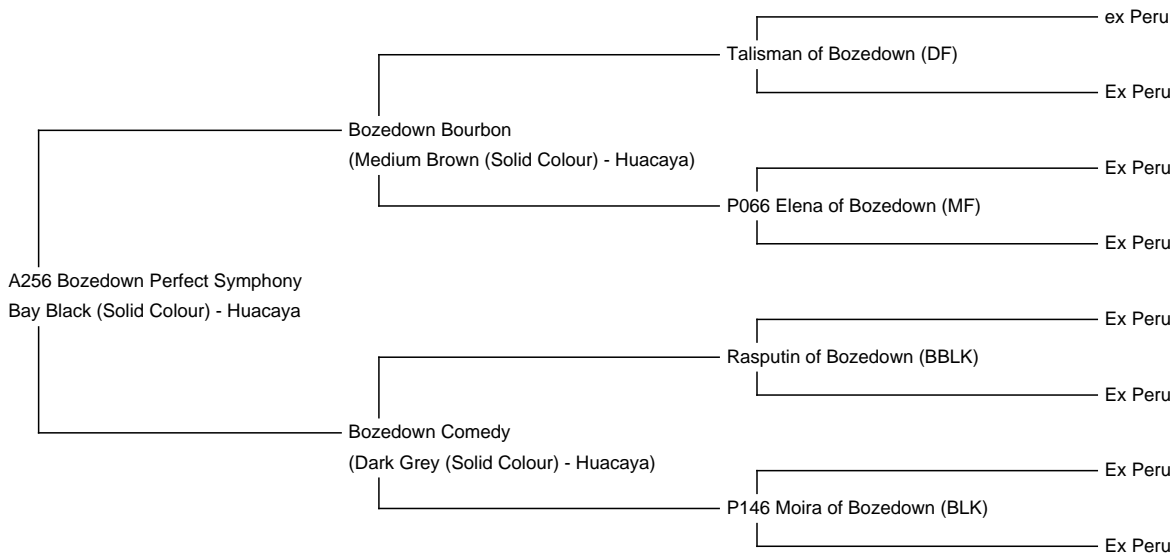 ex Peru
Talisman of Bozedown (DF)
Ex Peru
Bozedown Bourbon
(Medium Brown (Solid Colour) - Huacaya)
Ex Peru
P066 Elena of Bozedown (MF)
Ex Peru
A256 Bozedown Perfect Symphony
Bay Black (Solid Colour) - Huacaya
Ex Peru
Rasputin of Bozedown (BBLK)
Ex Peru
Bozedown Comedy
(Dark Grey (Solid Colour) - Huacaya)
Ex Peru
P146 Moira of Bozedown (BLK)
Ex Peru